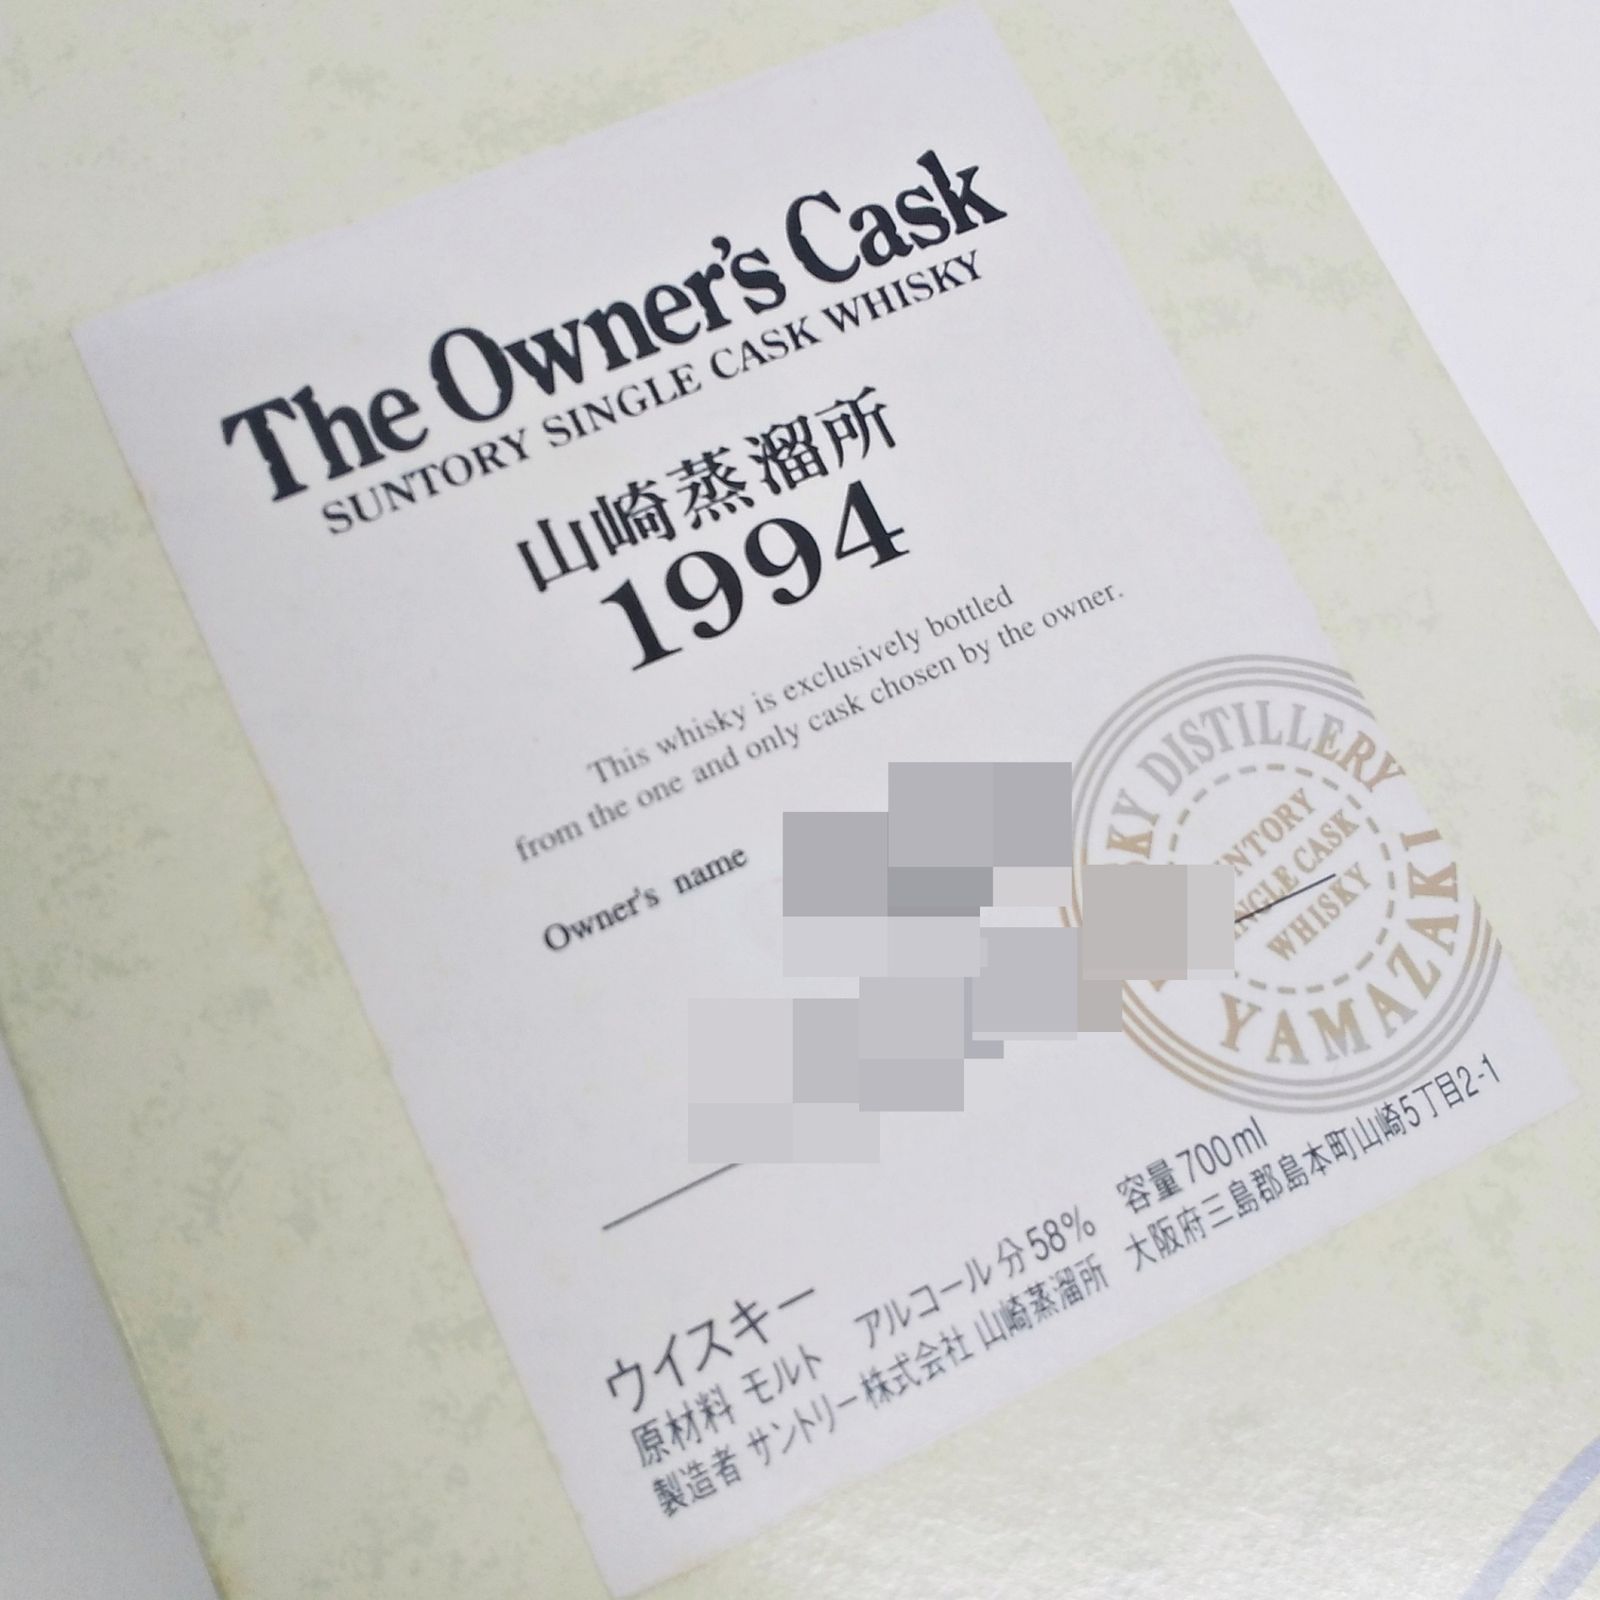 The Owner's Cask
SUNTORY SINGLE CASK WHISKY
山崎蒸溜所
1994
This whisky is exclusively bottled
from the one and only cask chosen by the owner.
Owner's name
DISTILLERY
SINGLE CASK
WHISKY
YAMAZAKI
ウイスキー
原材料 モルト アルコール分58% 容量700ml
製造者 サントリー株式会社 山崎蒸溜所 大阪府三島郡島本町山崎5丁目2-1